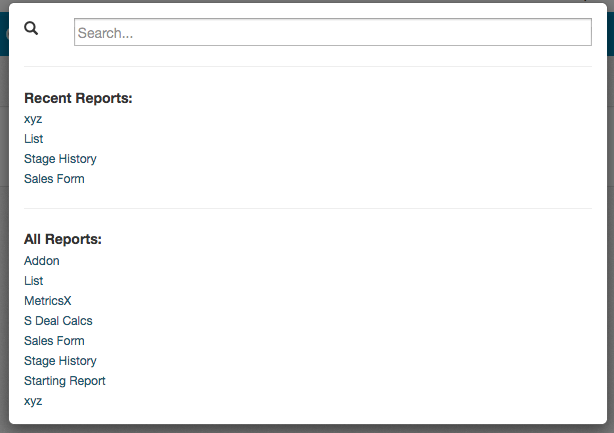 Search...
Recent Reports:
xyz
List
Stage History
Sales Form
All Reports:
Addon
List
MetricsX
S Deal Calcs
Sales Form
Stage History
Starting Report
xyz